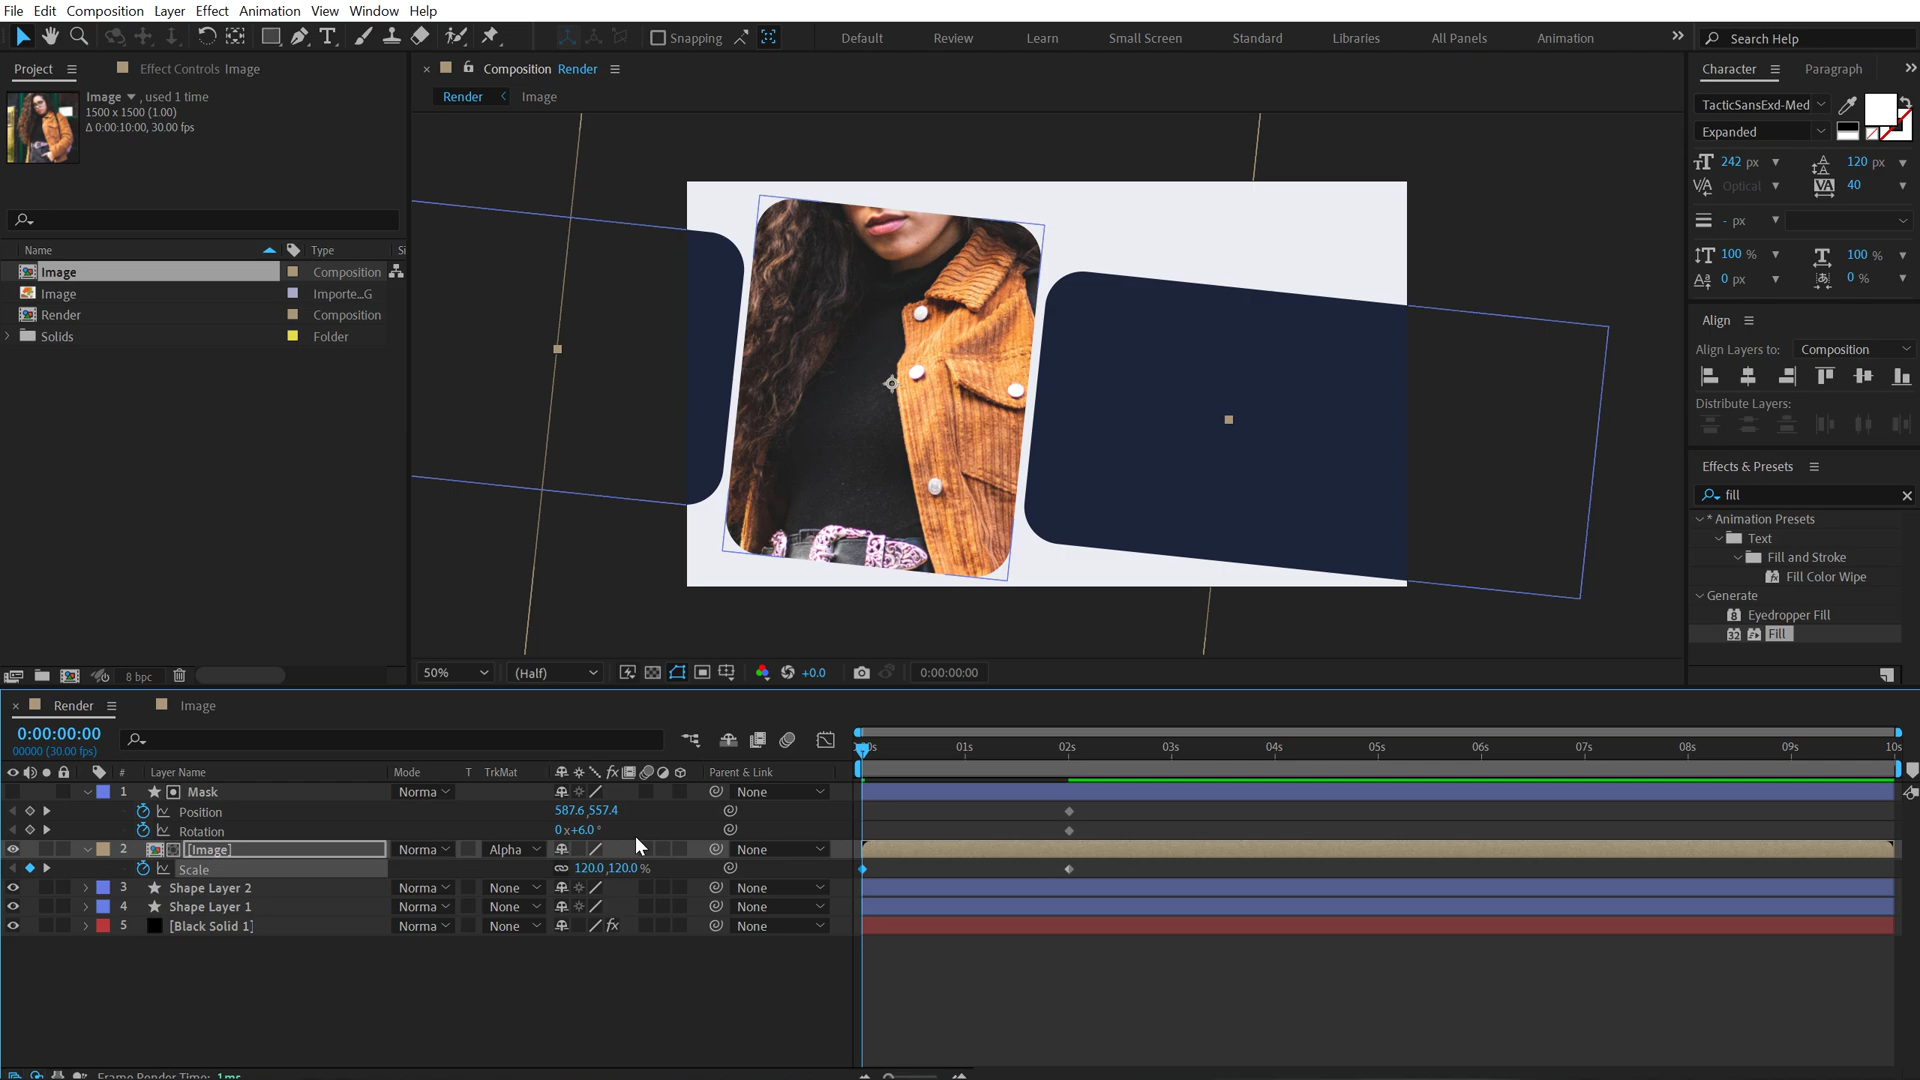 File Edit Composition Layer Effect Animation View Window Help
Snapping
Default Review Learn Small Screen Standard Libraries All Panels Animation
Search Help
Project
Effect Controls Image
Image , used 1 time
1500 x 1500 (1.00)
Δ 0:00:10:00, 30.00 fps
Name Type Si
Image Composition
Image Importe...G
Render Composition
Solids Folder
8 bpc
Composition Render
Render Image
50% (Half) +0.0 0:00:00:00
Character Paragraph
TacticSansExd-Med
Expanded
242 px 120 px
Optical 40
- px
100 % 100 %
0 px 0 %
Align
Align Layers to: Composition
Distribute Layers:
Effects & Presets
fill
* Animation Presets
Text
Fill and Stroke
Fill Color Wipe
Generate
Eyedropper Fill
Fill
Render Image
0:00:00:00
00000 (30.00 fps)
# Layer Name Mode T TrkMat Parent & Link
1 Mask Norma None
Position 587.6 ,557.4
Rotation 0 x+6.0 °
2 [Image] Norma Alpha None
Scale 120.0 ,120.0 %
3 Shape Layer 2 Norma None None
4 Shape Layer 1 Norma None None
5 [Black Solid 1] Norma None None
01s 02s 03s 04s 05s 06s 07s 08s 09s 10s
Frame Render Time: 1ms